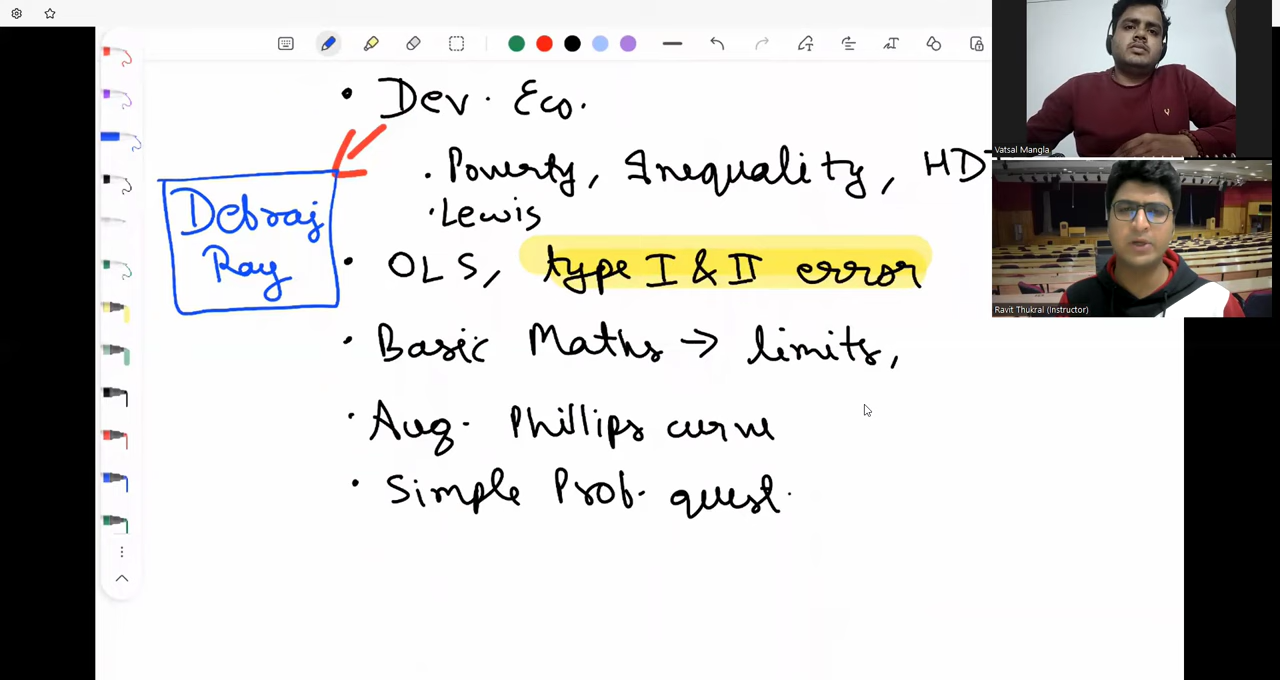 • Dev. Eco.
• Poverty, Inequality,
• Lewis
Debraj
Ray
• OLS, type I & II error
• Basic Maths → limits,
• Aug. Phillips curve
• Simple Prob. quest.
Vatsal Mangla
Ravit Thukral (Instructor)